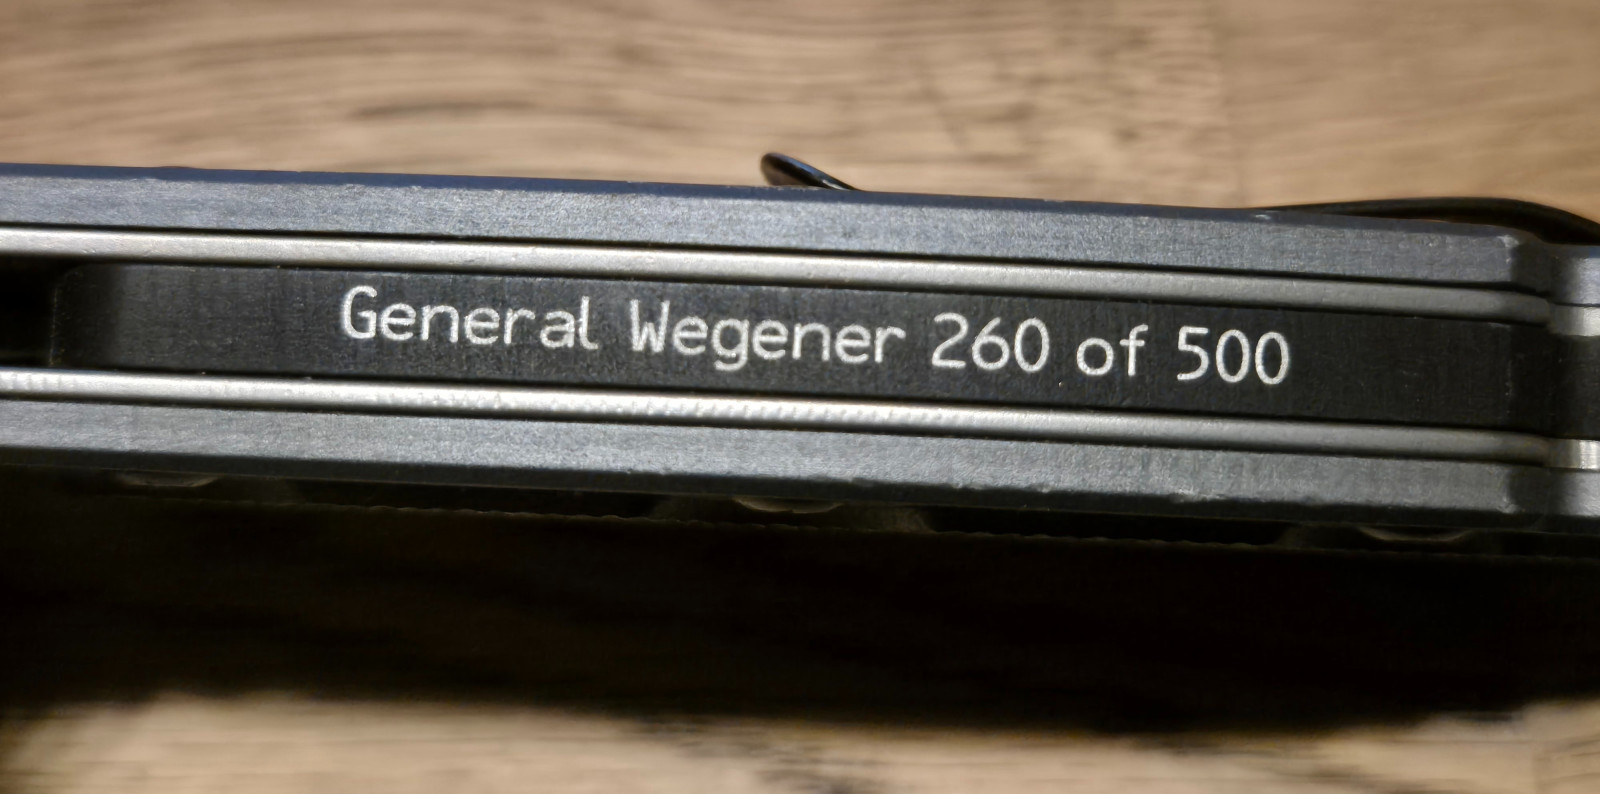 General Wegener 260 of 500